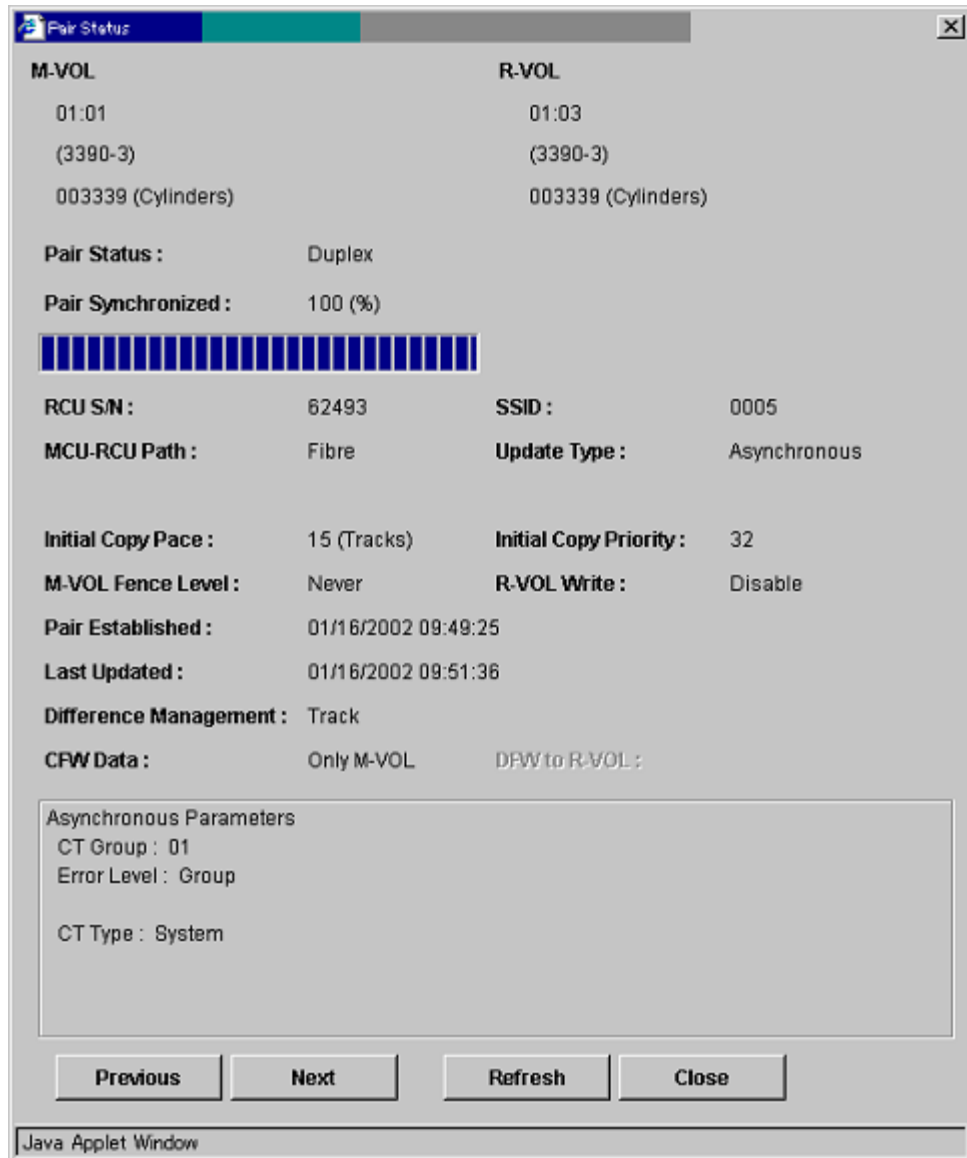 Pair Status
M-VOL R-VOL
01:01 01:03
(3390-3) (3390-3)
003339 (Cylinders) 003339 (Cylinders)
Pair Status : Duplex
Pair Synchronized : 100 (%)
RCU S/N : 62493 SSID : 0005
MCU-RCU Path : Fibre Update Type : Asynchronous
Initial Copy Pace : 15 (Tracks) Initial Copy Priority : 32
M-VOL Fence Level : Never R-VOL Write : Disable
Pair Established : 01/16/2002 09:49:25
Last Updated : 01/16/2002 09:51:36
Difference Management : Track
CFW Data : Only M-VOL DFW to R-VOL :
Asynchronous Parameters
CT Group : 01
Error Level : Group
CT Type : System
Previous Next Refresh Close
Java Applet Window